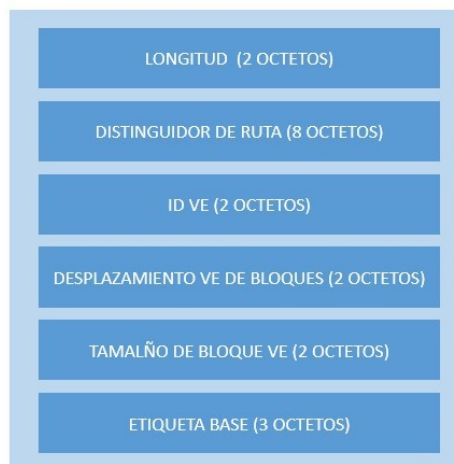 LONGITUD (2 OCTETOS)
DISTINGUIDOR DE RUTA (8 OCTETOS)
ID VE (2 OCTETOS)
DESPLAZAMIENTO VE DE BLOQUES (2 OCTETOS)
TAMALÑO DE BLOQUE VE (2 OCTETOS)
ETIQUETA BASE (3 OCTETOS)